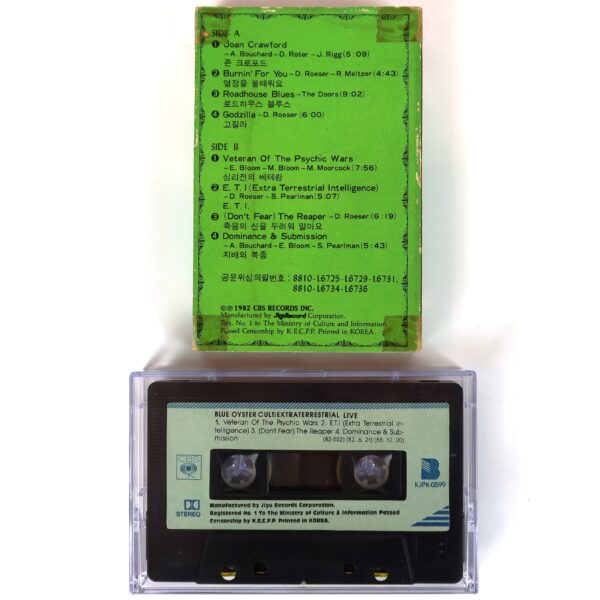 SIDE A
❶ Joan Crawford
–A. Bouchard–D. Roter–J. Rigg(5:09)
존 크로포드
❷ Burnin' For You–D. Roeser–R. Meltzer(4:43)
열정을 불태워요
❸ Roadhouse Blues–The Doors(9:02)
로드하우스 블루스
❹ Godzilla–D. Roeser(6:00)
고질라
SIDE B
❶ Veteran Of The Psychic Wars
–E. Bloom–M. Bloom–M. Moorcock(7:56)
심리전의 베테랑
❷ E. T. I (Extra Terrestrial Intelligence)
–D. Roeser–S. Pearlman(5:07)
E. T. I.
❸ (Don't Fear) The Reaper–D. Roeser(6:19)
죽음의 신을 두려워 말아요
❹ Dominance & Submission
–A. Bouchard–E. Bloom–S. Pearlman(5:43)
지배와 복종
공윤위심의필번호: 8810-L6725-L6729-L6731,
8810-L6734-L6736
©℗1982 CBS RECORDS INC.
Manufactured by JiguRecord Corporation.
No. 1 to The Ministry of Culture and Information,
Passed Censorship by K.E.C.P.P. Printed in KOREA.
BLUE OYSTER CULT/EXTRATERRESTRIAL LIVE
1. Veteran Of The Psychic Wars 2. E.T.I (Extra Terrestrial In-
telligence) 3. (Don't Fear) The Reaper 4. Dominance & Sub-
mission (82-552) (82. 6. 21) (88. 12. 20)
CBS
B
KJPK-0599
STEREO
Manufactured by Jigu Records Corporation.
Registered No. 1 To The Ministry of Culture & Information Passed
Censorship by K.E.C.P.P. Printed in KOREA.